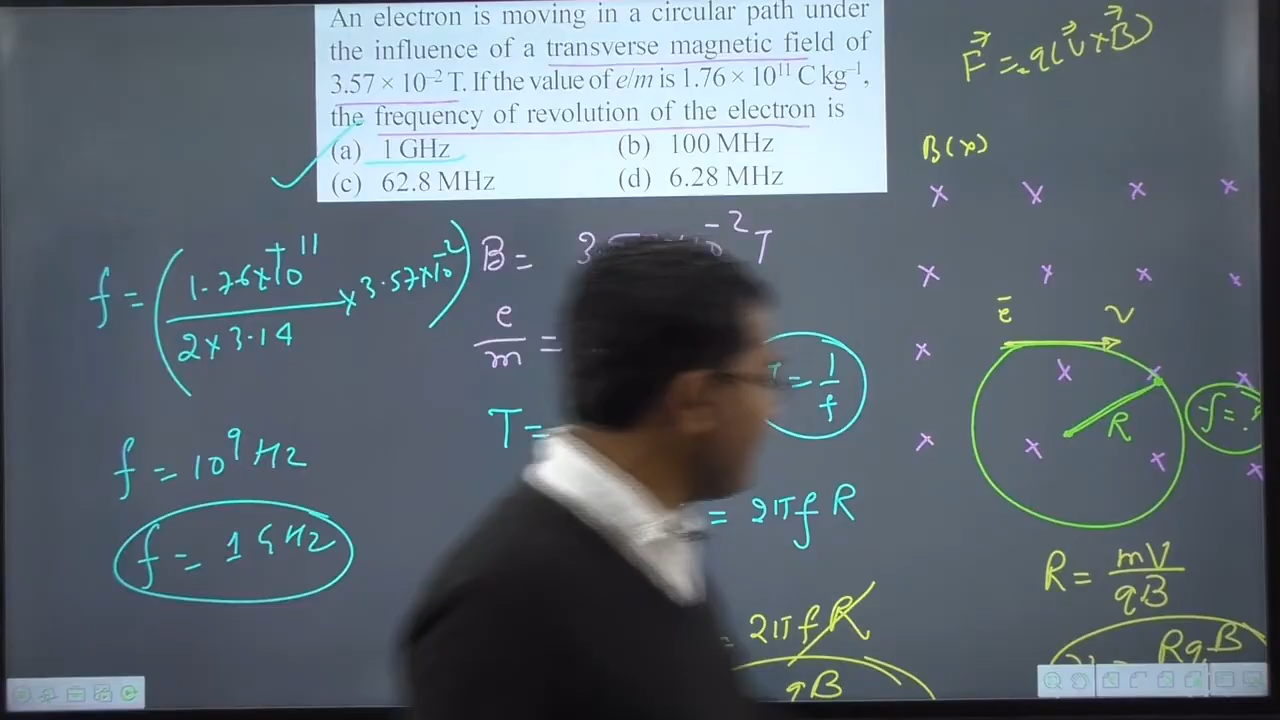 An electron is moving in a circular path under
the influence of a transverse magnetic field of
3.57 × 10⁻² T. If the value of e/m is 1.76 × 10¹¹ C kg⁻¹,
the frequency of revolution of the electron is
(a) 1 GHz (b) 100 MHz
(c) 62.8 MHz (d) 6.28 MHz
F⃗ = q(v⃗ × B⃗)
B(x)
f = (1.76×10¹¹ / 2×3.14 × 3.57×10⁻²)
B = 3 ⁻² T
e/m =
T =
= 1/f
f = 10⁹ Hz
f = 1 GHz
= 2πf R
= 2πf R
qB
ē v
R
f = ?
R = mV/qB
= RqB